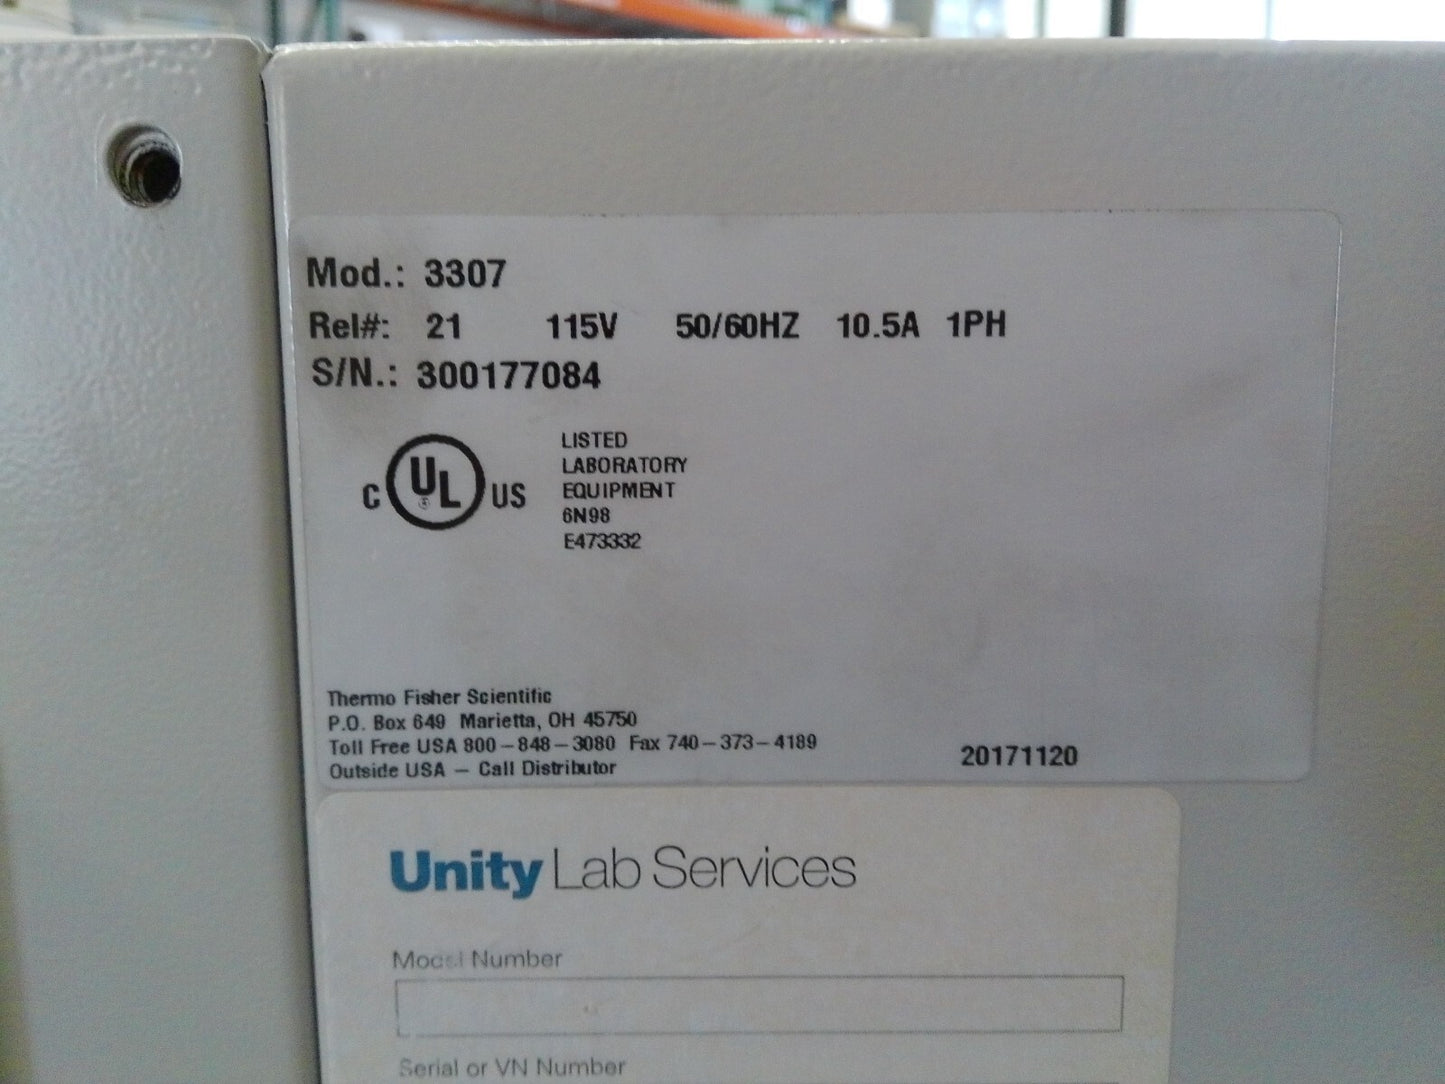 Mod.: 3307
Rel#: 21 115V 50/60HZ 10.5A 1PH
S/N.: 300177084
C UL US
LISTED
LABORATORY
EQUIPMENT
6N98
E473332
Thermo Fisher Scientific
P.O. Box 649 Marietta, OH 45750
Toll Free USA 800-848-3080 Fax 740-373-4189
Outside USA - Call Distributor
20171120
Unity Lab Services
Model Number
Serial or VN Number